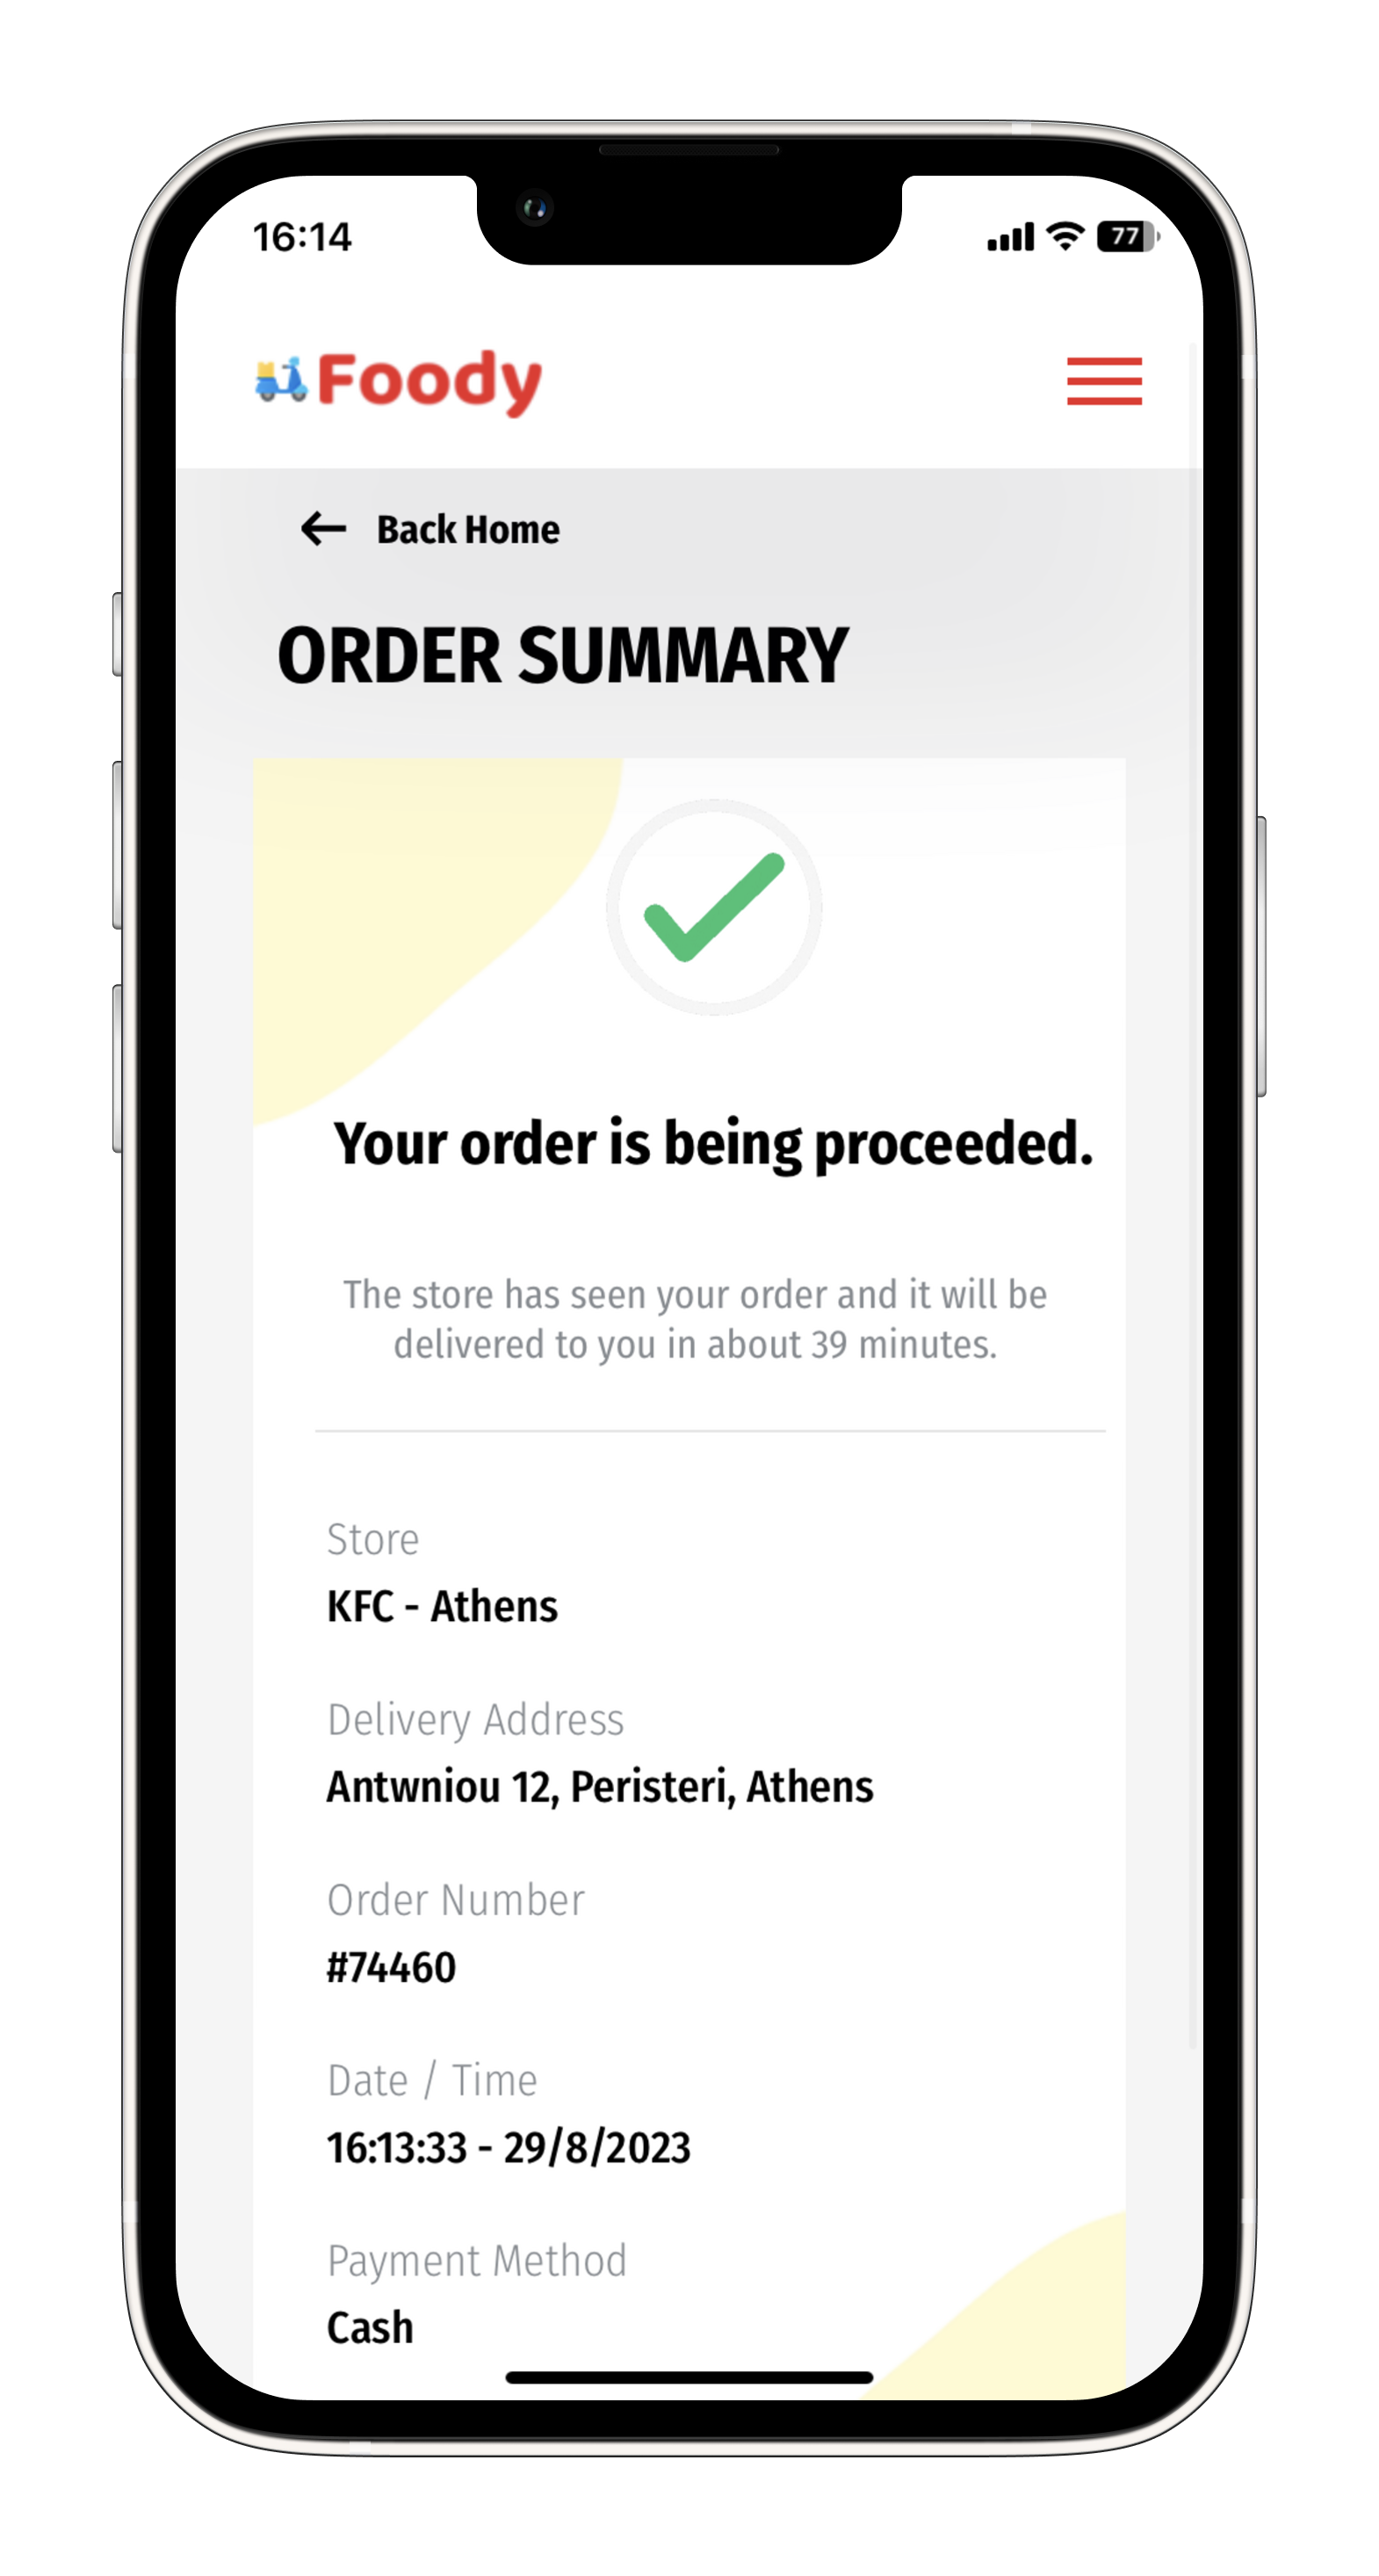 16:14
77
Foody
Back Home
ORDER SUMMARY
Your order is being proceeded.
The store has seen your order and it will be
delivered to you in about 39 minutes.
Store
KFC - Athens
Delivery Address
Antwniou 12, Peristeri, Athens
Order Number
#74460
Date / Time
16:13:33 - 29/8/2023
Payment Method
Cash